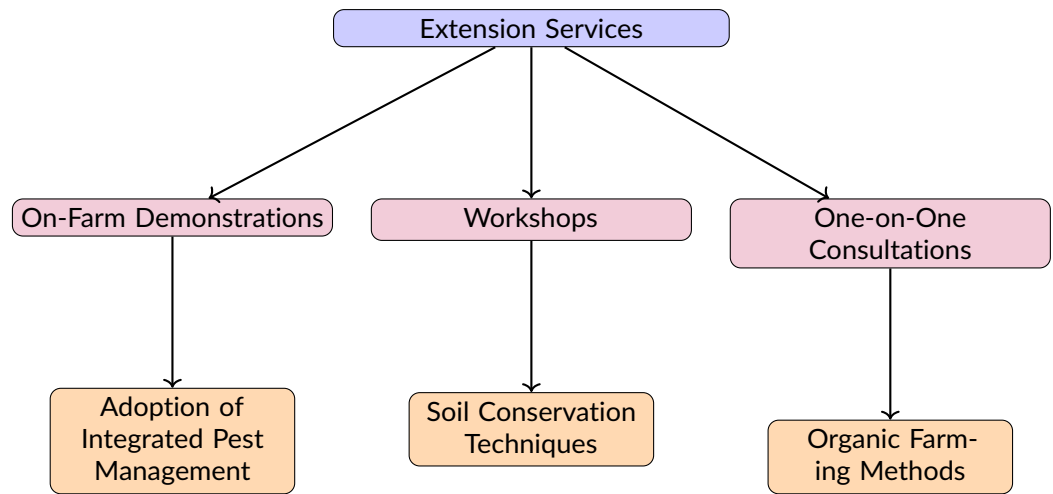 Extension Services
On-Farm Demonstrations
Workshops
One-on-One
Consultations
Adoption of
Integrated Pest
Management
Soil Conservation
Techniques
Organic Farm-
ing Methods